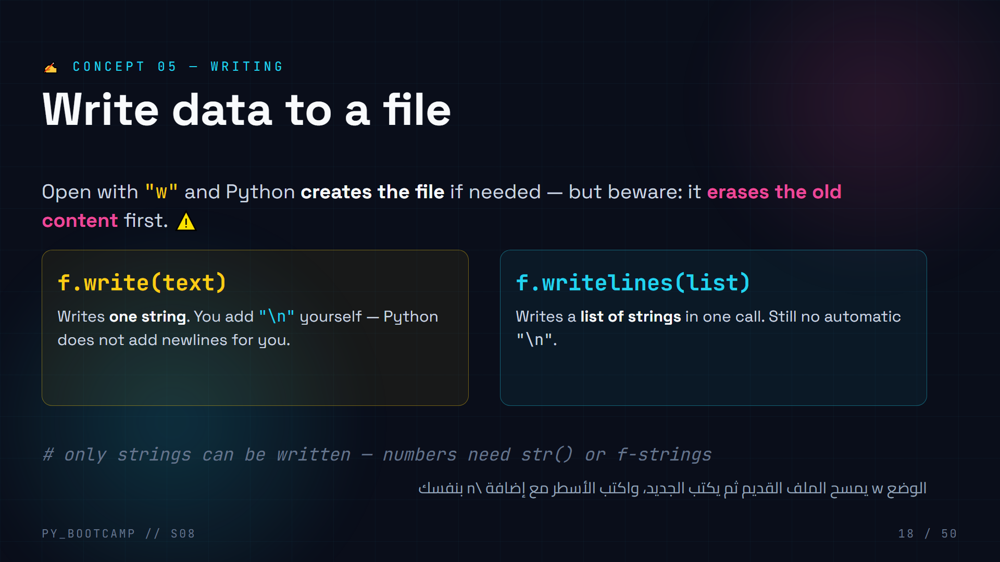 ✍️ CONCEPT 05 — WRITING
Write data to a file
Open with "w" and Python creates the file if needed — but beware: it erases the old
content first. ⚠️
f.write(text)
Writes one string. You add "\n" yourself — Python
does not add newlines for you.
f.writelines(list)
Writes a list of strings in one call. Still no automatic
"\n".
# only strings can be written — numbers need str() or f-strings
الوضع w يمسح الملف القديم ثم يكتب الجديد، واكتب الأسطر مع إضافة \n بنفسك
PY_BOOTCAMP // S08
18 / 50